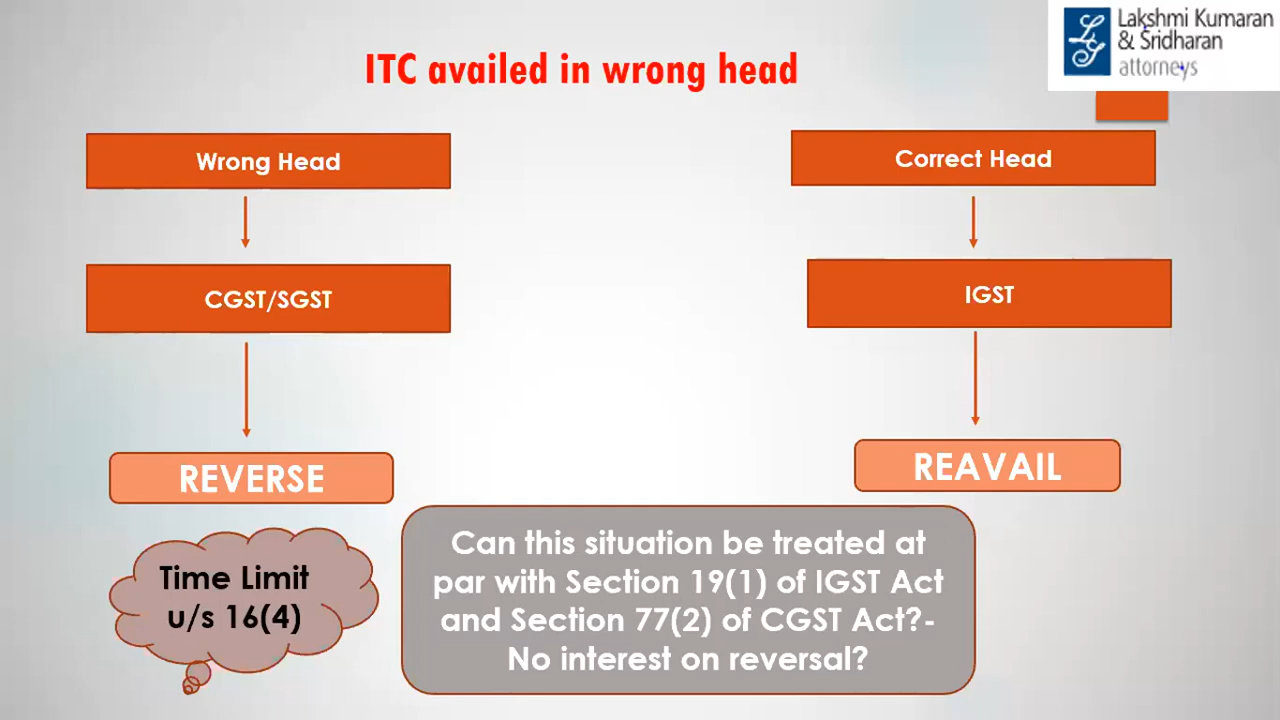 Lakshmi Kumaran
& Sridharan
attorneys
ITC availed in wrong head
Wrong Head
Correct Head
CGST/SGST
IGST
REVERSE
REAVAIL
Time Limit
u/s 16(4)
Can this situation be treated at
par with Section 19(1) of IGST Act
and Section 77(2) of CGST Act?-
No interest on reversal?